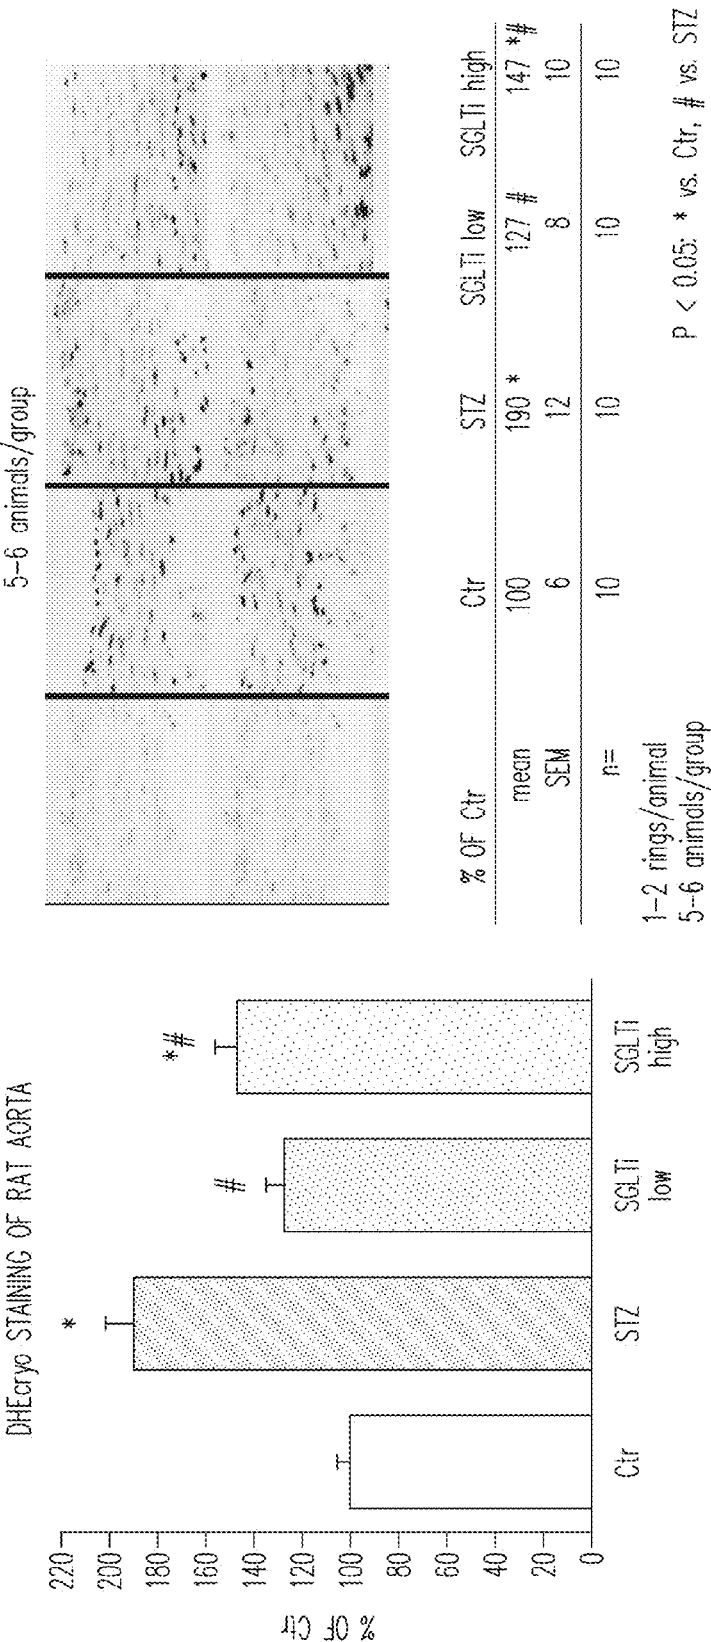 DHEcryo STAINING OF RAT AORTA
% OF Ctr
220
200
180
160
140
120
100
80
60
40
20
0
*
#
*#
Ctr
STZ
SGLTi low
SGLTi high
5-6 animals/group
% OF Ctr Ctr STZ SGLTi low SGLTi high
mean 100 190 * 127 # 147 *#
SEM 6 12 8 10
n= 10 10 10 10
1-2 rings/animal
5-6 animals/group
P < 0.05: * vs. Ctr, # vs. STZ